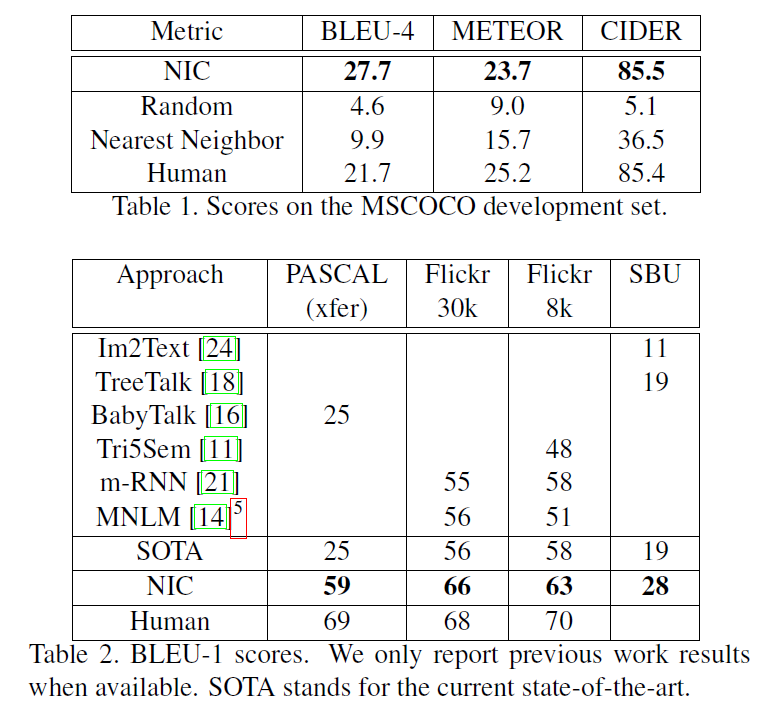 Metric BLEU-4 METEOR CIDER
NIC 27.7 23.7 85.5
Random 4.6 9.0 5.1
Nearest Neighbor 9.9 15.7 36.5
Human 21.7 25.2 85.4
Table 1. Scores on the MSCOCO development set.
Approach PASCAL Flickr Flickr SBU
(xfer) 30k 8k
Im2Text [24] 11
TreeTalk [18] 19
BabyTalk [16] 25
Tri5Sem [11] 48
m-RNN [21] 55 58
MNLM [14]5 56 51
SOTA 25 56 58 19
NIC 59 66 63 28
Human 69 68 70
Table 2. BLEU-1 scores. We only report previous work results
when available. SOTA stands for the current state-of-the-art.